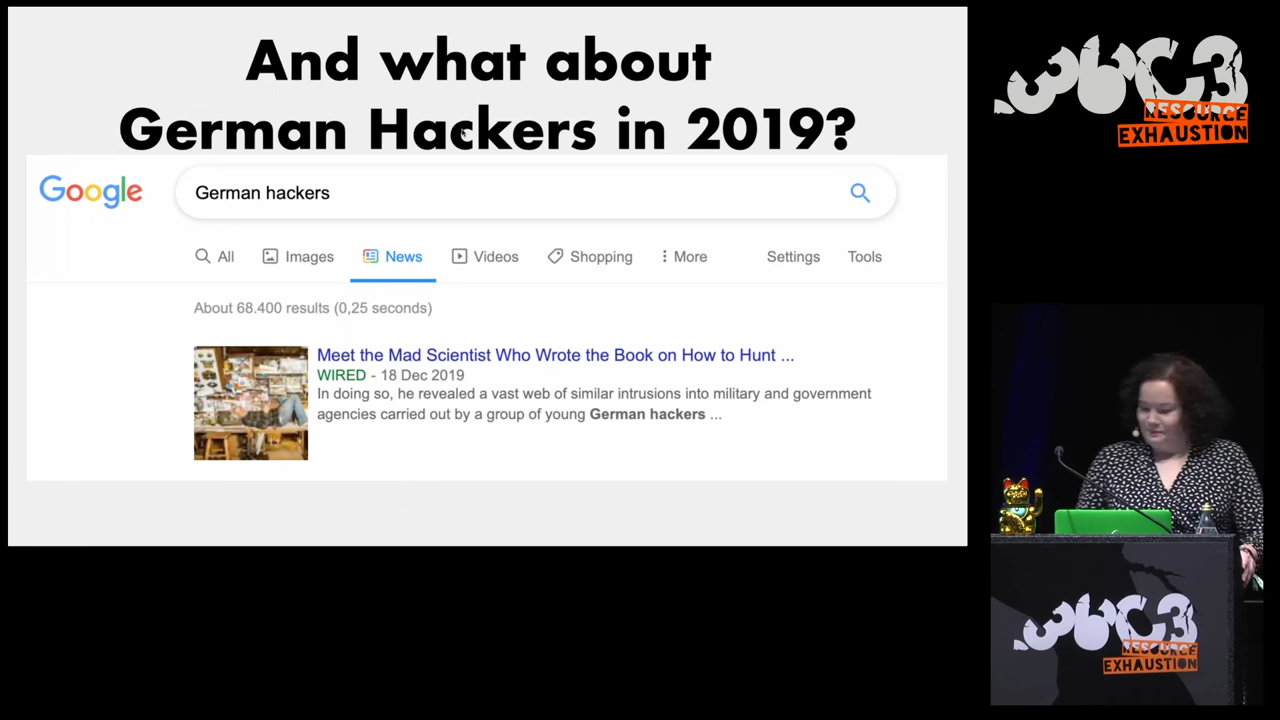 And what about
German Hackers in 2019?
Google
German hackers
All
Images
News
Videos
Shopping
More
Settings
Tools
About 68.400 results (0,25 seconds)
Meet the Mad Scientist Who Wrote the Book on How to Hunt ...
WIRED - 18 Dec 2019
In doing so, he revealed a vast web of similar intrusions into military and government
agencies carried out by a group of young German hackers ...
36C3
RESOURCE
EXHAUSTION
36C3
RESOURCE
EXHAUSTION